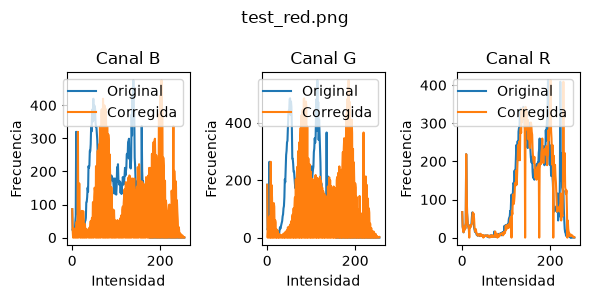 test_red.png
Canal B
Canal G
Canal R
Original
Corregida
Original
Corregida
Original
Corregida
Frecuencia
Frecuencia
Frecuencia
400
300
200
100
0
400
200
0
400
300
200
100
0
0
200
0
200
0
200
Intensidad
Intensidad
Intensidad